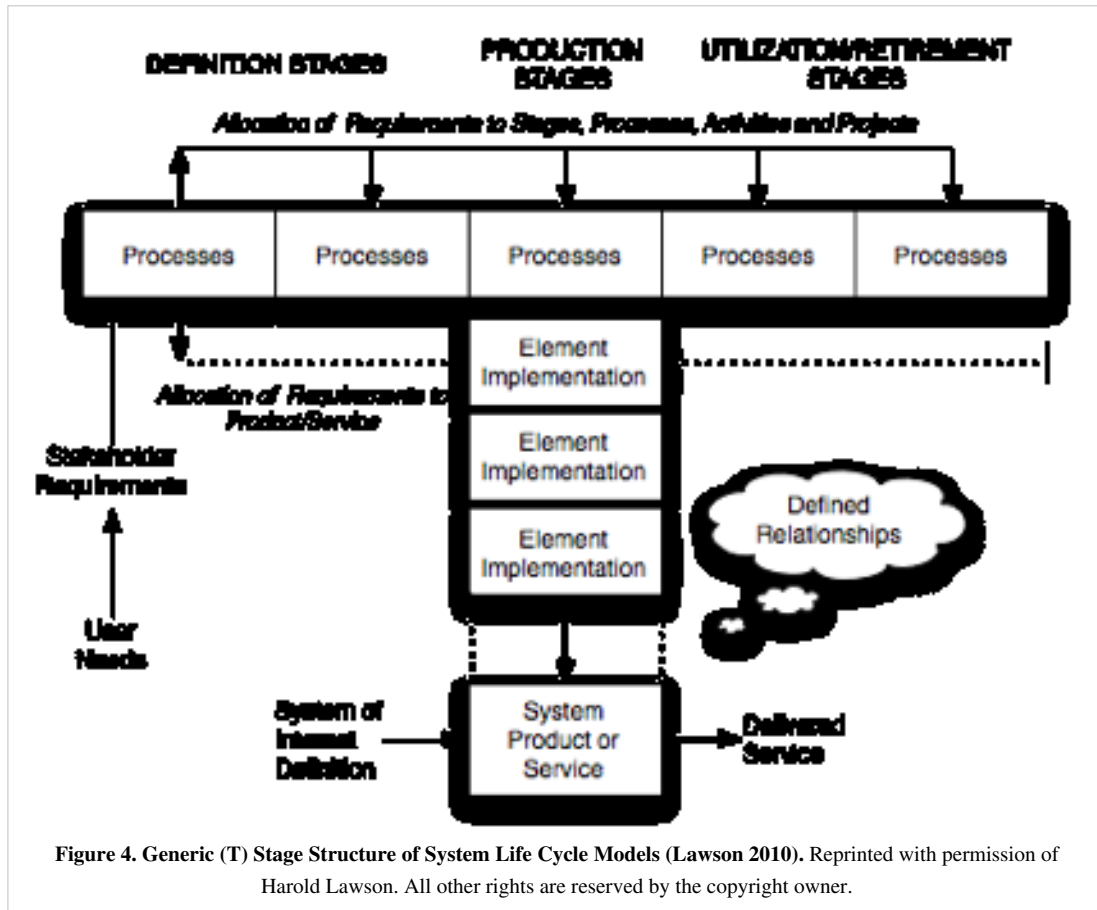 DEFINITION STAGES
PRODUCTION
STAGES
UTILIZATION/RETIREMENT
STAGES
Allocation of Requirements to Stages, Processes, Activities and Projects
Processes
Processes
Processes
Processes
Processes
Element
Implementation
Allocation of Requirements to
Product/Service
Element
Implementation
Element
Implementation
Stakeholder
Requirements
Defined
Relationships
User
Needs
System of
Interest
Definition
System
Product or
Service
Delivered
Service
Figure 4. Generic (T) Stage Structure of System Life Cycle Models (Lawson 2010). Reprinted with permission of
Harold Lawson. All other rights are reserved by the copyright owner.